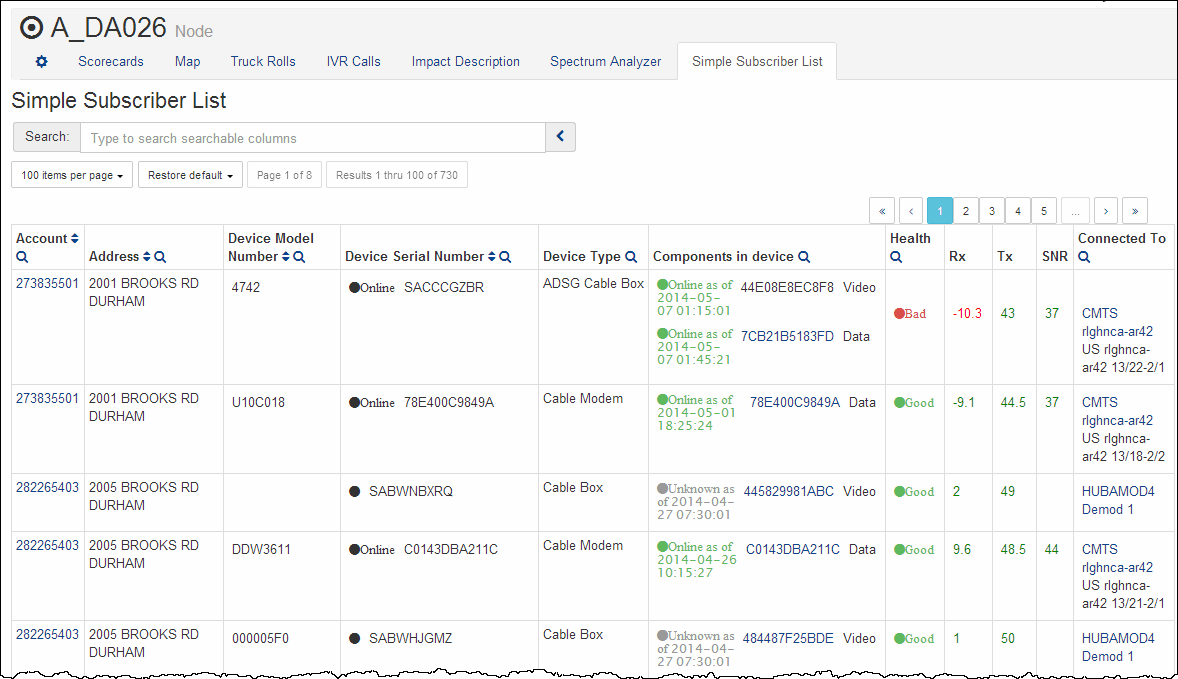 A_DA026 Node
Scorecards Map Truck Rolls IVR Calls Impact Description Spectrum Analyzer Simple Subscriber List
Simple Subscriber List
Search: Type to search searchable columns
100 items per page Restore default Page 1 of 8 Results 1 thru 100 of 730
« ‹ 1 2 3 4 5 ... › »
Account Address Device Model Number Device Serial Number Device Type Components in device Health Rx Tx SNR Connected To
273835501 2001 BROOKS RD DURHAM 4742 Online SACCCGZBR ADSG Cable Box
Online as of 2014-05-07 01:15:01 44E08E8EC8F8 Video
Online as of 2014-05-07 01:45:21 7CB21B5183FD Data
Bad -10.3 43 37 CMTS rlghnca-ar42 US rlghnca-ar42 13/22-2/1
273835501 2001 BROOKS RD DURHAM U10C018 Online 78E400C9849A Cable Modem Online as of 2014-05-01 18:25:24 78E400C9849A Data Good -9.1 44.5 37 CMTS rlghnca-ar42 US rlghnca-ar42 13/18-2/2
282265403 2005 BROOKS RD DURHAM SABWNBXRQ Cable Box Unknown as of 2014-04-27 07:30:01 445829981ABC Video Good 2 49 HUBAMOD4 Demod 1
282265403 2005 BROOKS RD DURHAM DDW3611 Online C0143DBA211C Cable Modem Online as of 2014-04-26 10:15:27 C0143DBA211C Data Good 9.6 48.5 44 CMTS rlghnca-ar42 US rlghnca-ar42 13/21-2/1
282265403 2005 BROOKS RD DURHAM 000005F0 SABWHJGMZ Cable Box Unknown as of 2014-04-27 07:30:01 484487F25BDE Video Good 1 50 HUBAMOD4 Demod 1